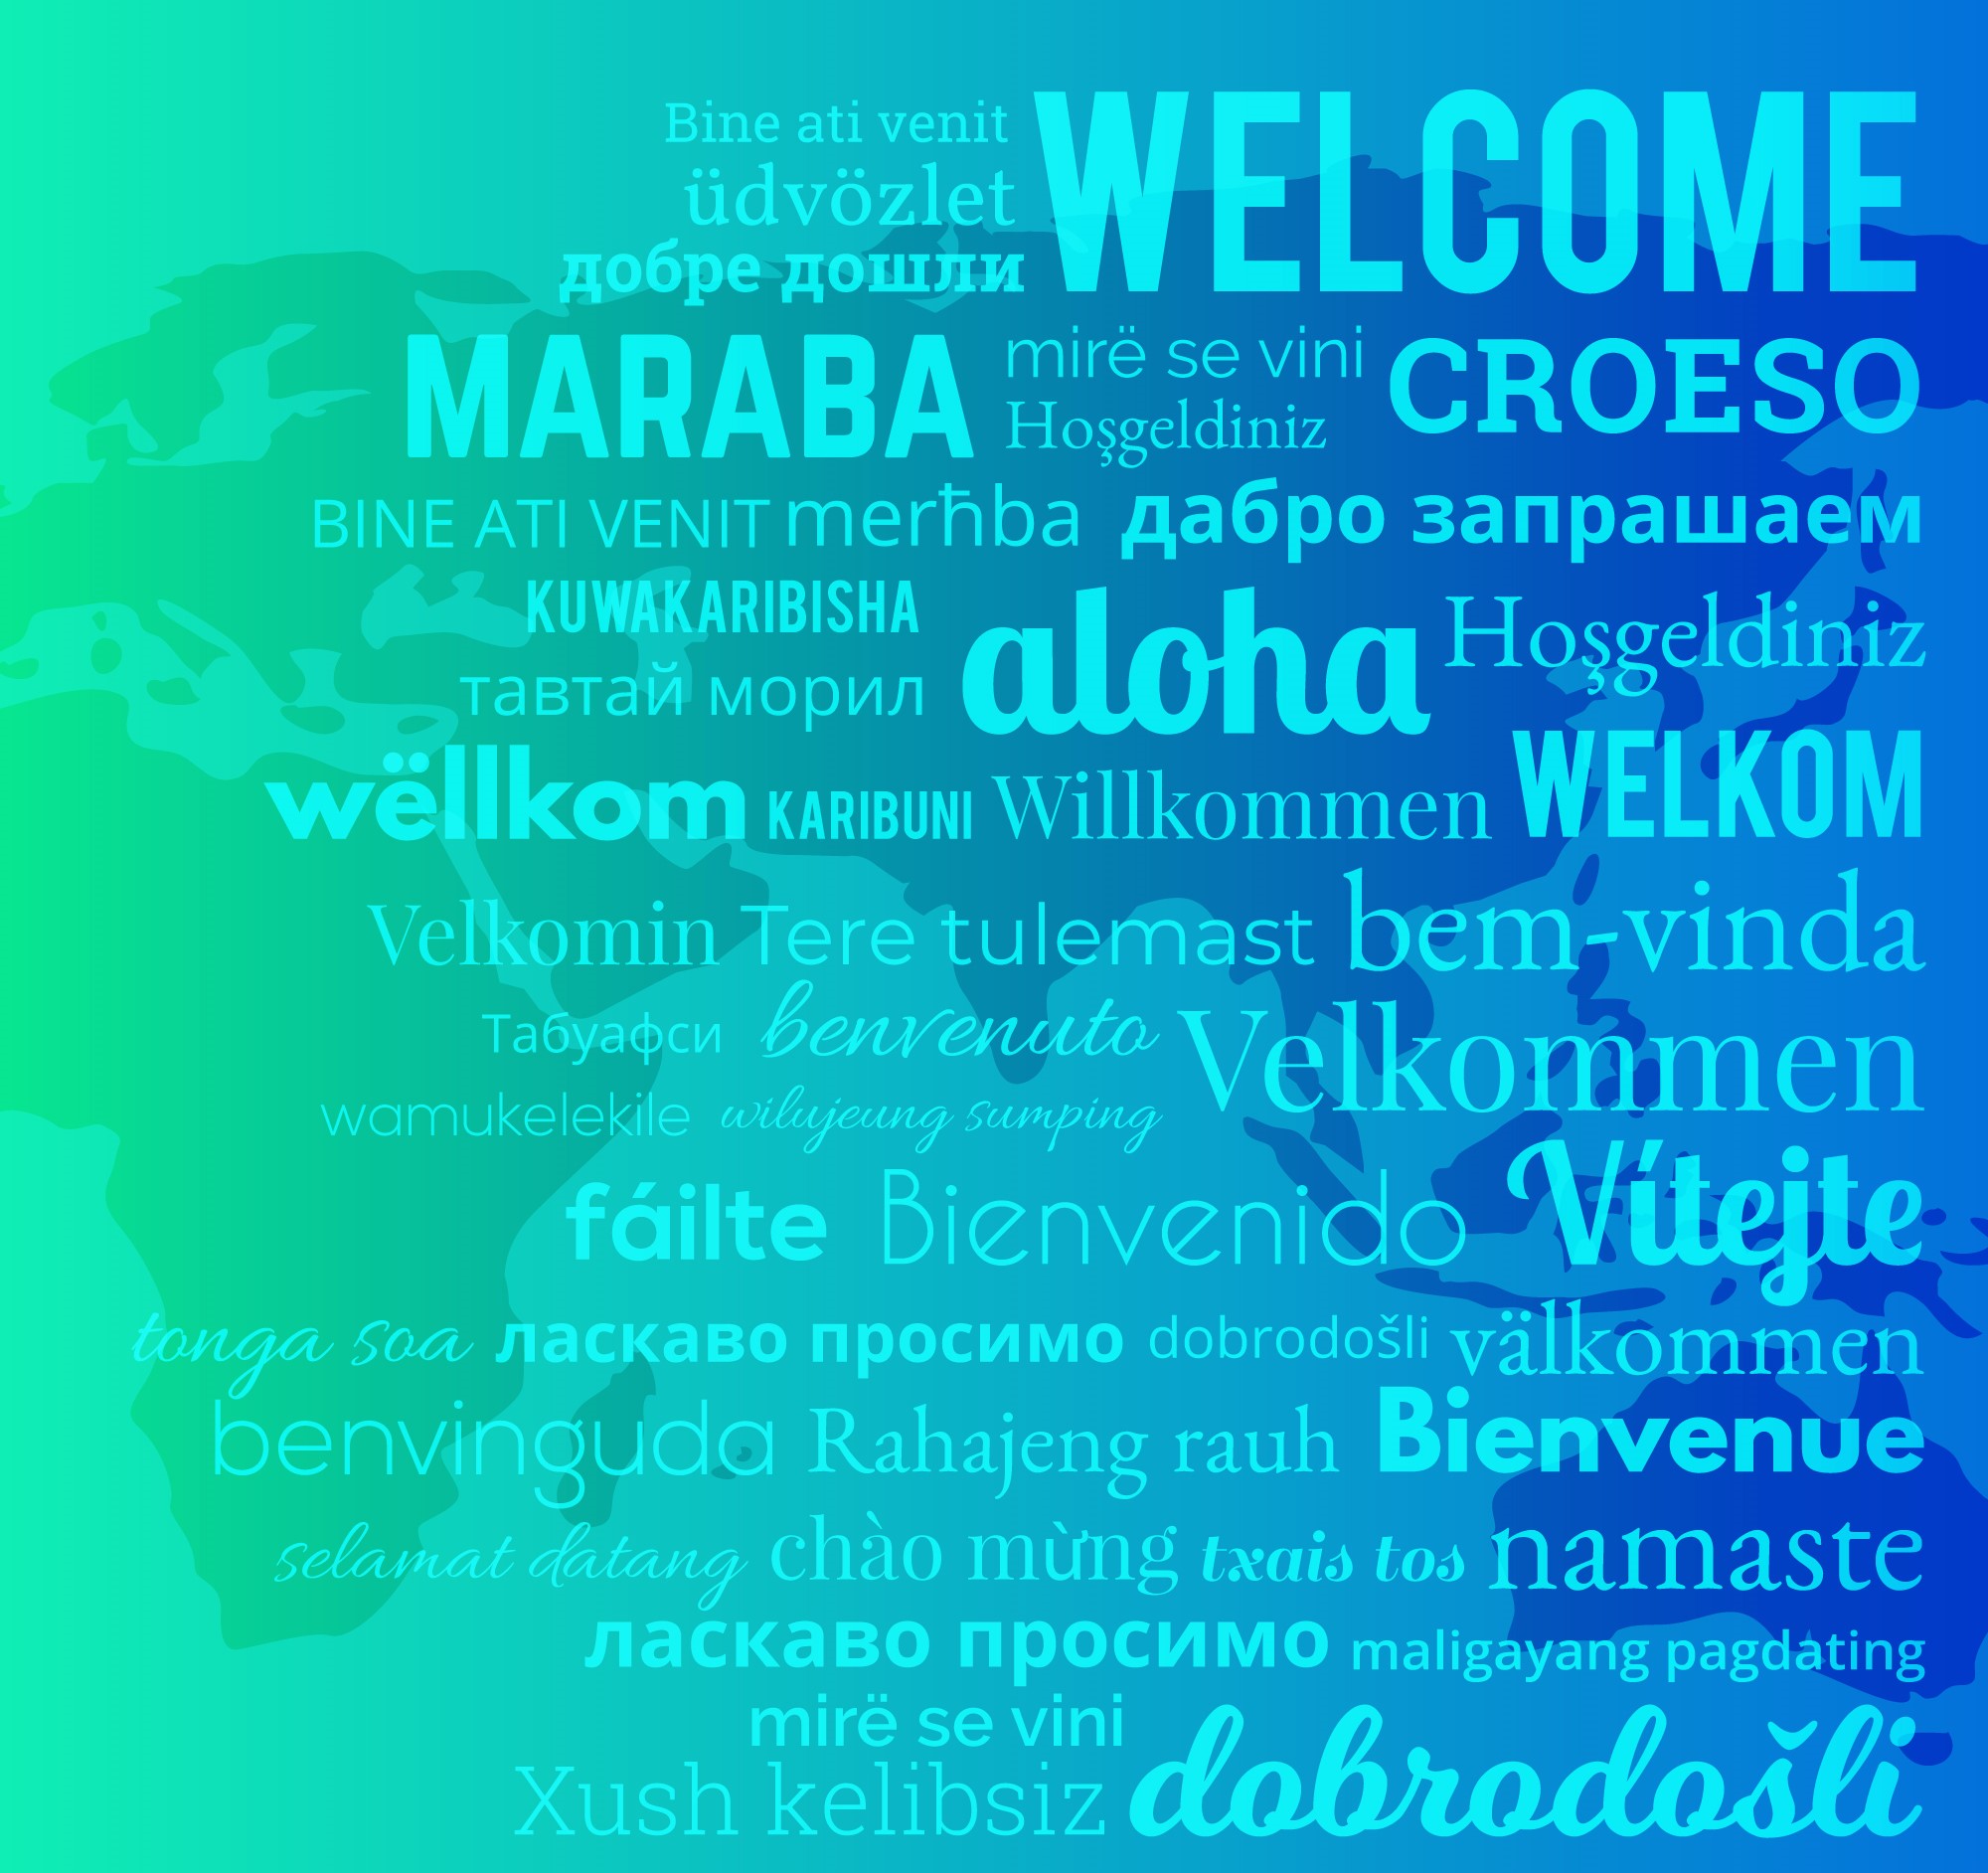 Bine ati venit WELCOME
üdvözlet
добре дошли
MARABA mirë se vini CROESO
Hoşgeldiniz
BINE ATI VENIT merħba дабро запрашаем
KUWAKARIBISHA aloha Hoşgeldiniz
тавтай морил
wëllkom KARIBUNI Willkommen WELKOM
Velkomin Tere tulemast bem-vinda
Табуафси benvenuto Velkommen
wamukelekile wilujeung sumping
fáilte Bienvenido Vítejte
tonga soa ласкаво просимо dobrodošli välkommen
benvinguda Rahajeng rauh Bienvenue
selamat datang chào mừng txais tos namaste
ласкаво просимо maligayang pagdating
mirë se vini dobrodošli
Xush kelibsiz